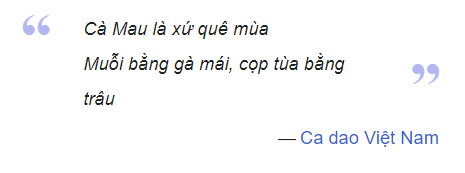 “ Cà Mau là xứ quê mùa
Muỗi bằng gà mái, cọp tùa bằng
trâu ”
— Ca dao Việt Nam